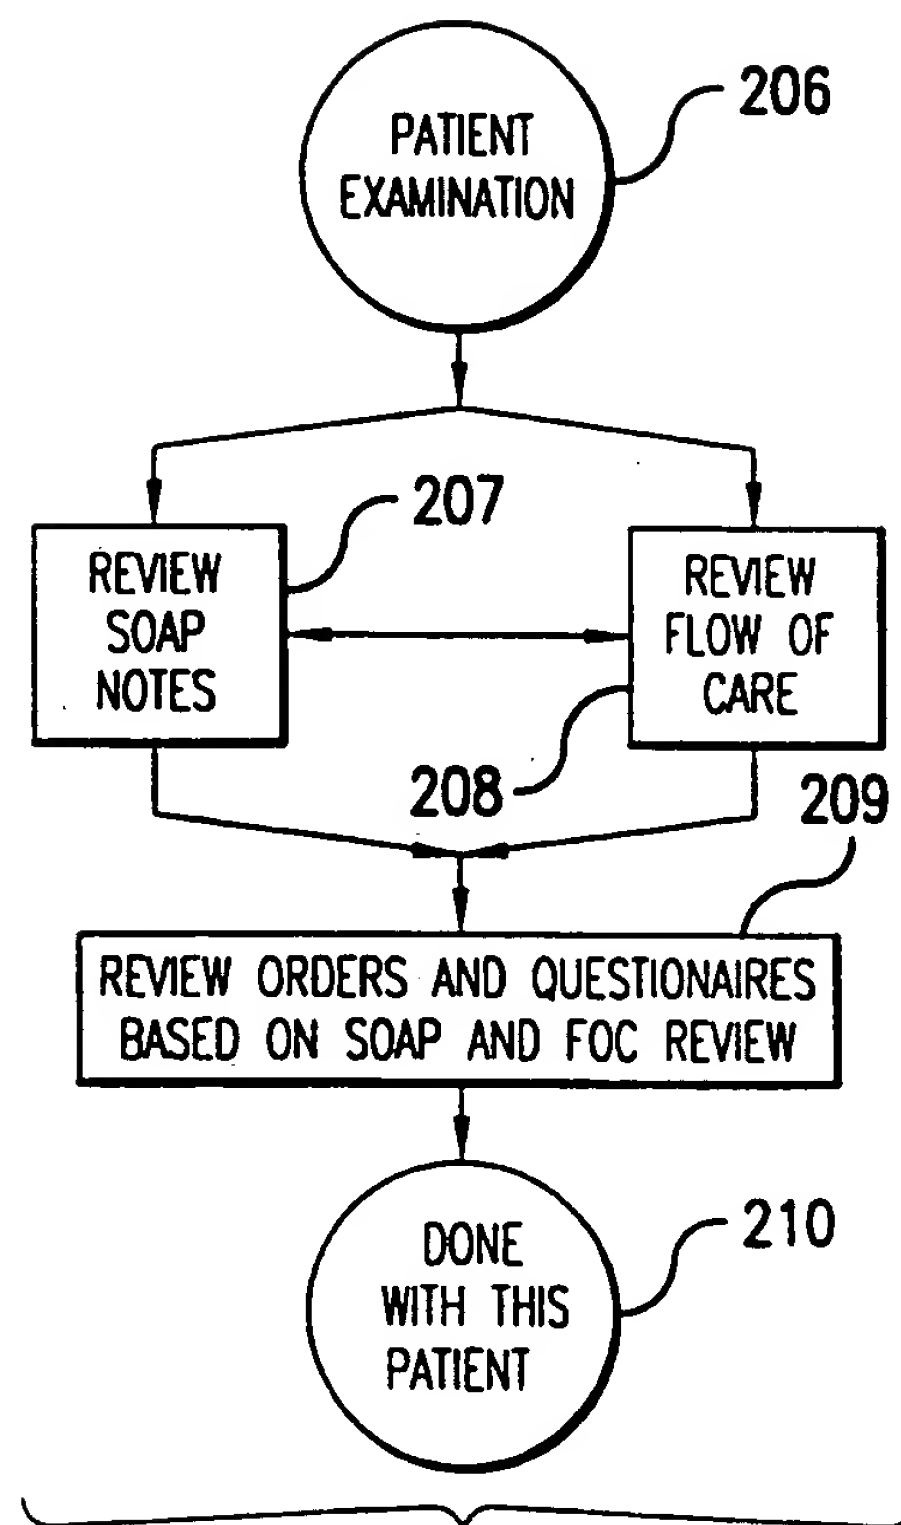 206
PATIENT
EXAMINATION
207
REVIEW
SOAP
NOTES
REVIEW
FLOW OF
CARE
208
209
REVIEW ORDERS AND QUESTIONAIRES
BASED ON SOAP AND FOC REVIEW
210
DONE
WITH THIS
PATIENT